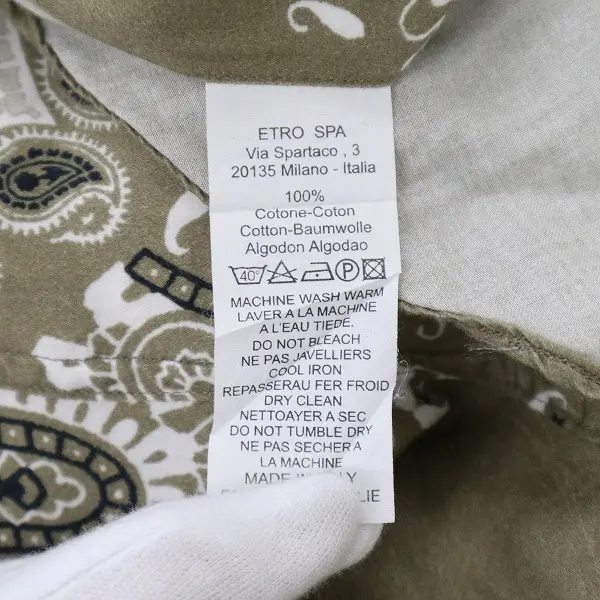 ETRO SPA
Via Spartaco , 3
20135 Milano - Italia
100%
Cotone-Coton
Cotton-Baumwolle
Algodon Algodao
40°
MACHINE WASH WARM
LAVER A LA MACHINE
A L'EAU TIEDE.
DO NOT BLEACH
NE PAS JAVELLIERS
COOL IRON
REPASSERAU FER FROID
DRY CLEAN
NETTOYER A SEC
DO NOT TUMBLE DRY
NE PAS SECHER A
LA MACHINE
MADE